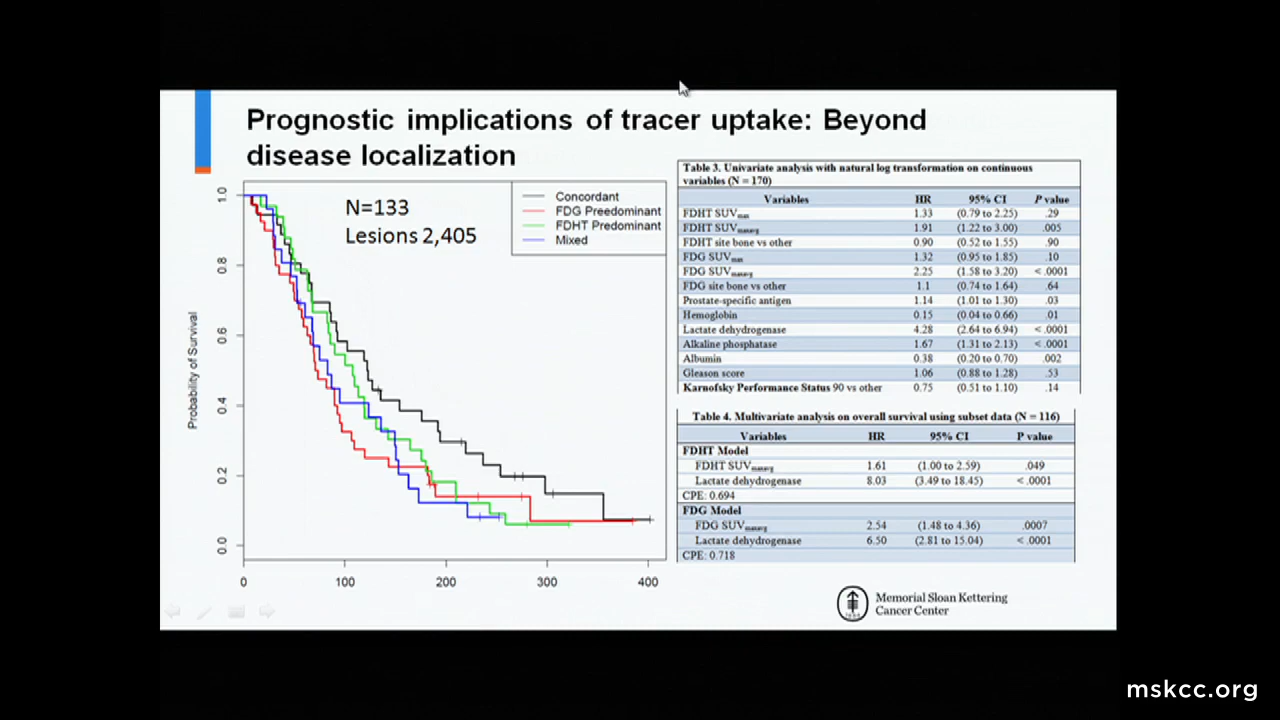 Prognostic implications of tracer uptake: Beyond
disease localization
N=133
Lesions 2,405
Concordant
FDG Preedominant
FDHT Predominant
Mixed
Probability of Survival
1.0
0.8
0.6
0.4
0.2
0.0
0 100 200 300 400
Table 3. Univariate analysis with natural log transformation on continuous
variables (N = 170)
Variables HR 95% CI P value
FDHT SUV 1.33 (0.79 to 2.25) .29
FDHT SUV 1.91 (1.22 to 3.00) .005
FDHT site bone vs other 0.90 (0.52 to 1.55) .90
FDG SUV 1.32 (0.95 to 1.85) .10
FDG SUV 2.25 (1.58 to 3.20) < .0001
FDG site bone vs other 1.1 (0.74 to 1.64) .64
Prostate-specific antigen 1.14 (1.01 to 1.30) .03
Hemoglobin 0.15 (0.04 to 0.66) .01
Lactate dehydrogenase 4.28 (2.64 to 6.94) < .0001
Alkaline phosphatase 1.67 (1.31 to 2.13) < .0001
Albumin 0.38 (0.20 to 0.70) .002
Gleason score 1.06 (0.88 to 1.28) .53
Karnofsky Performance Status 90 vs other 0.75 (0.51 to 1.10) .14
Table 4. Multivariate analysis on overall survival using subset data (N = 116)
Variables HR 95% CI P value
FDHT Model
FDHT SUV 1.61 (1.00 to 2.59) .049
Lactate dehydrogenase 8.03 (3.49 to 18.45) < .0001
CPE: 0.694
FDG Model
FDG SUV 2.54 (1.48 to 4.36) .0007
Lactate dehydrogenase 6.50 (2.81 to 15.04) < .0001
CPE: 0.718
Memorial Sloan Kettering
Cancer Center
mskcc.org